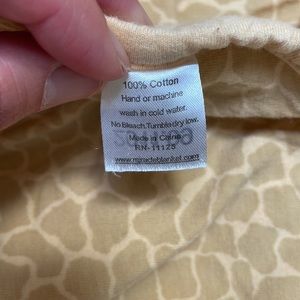 100% Cotton
Hand or machine
wash in cold water.
No Bleach.Tumble dry low.
Made in China
RN-11125
www.miracleblanket.com